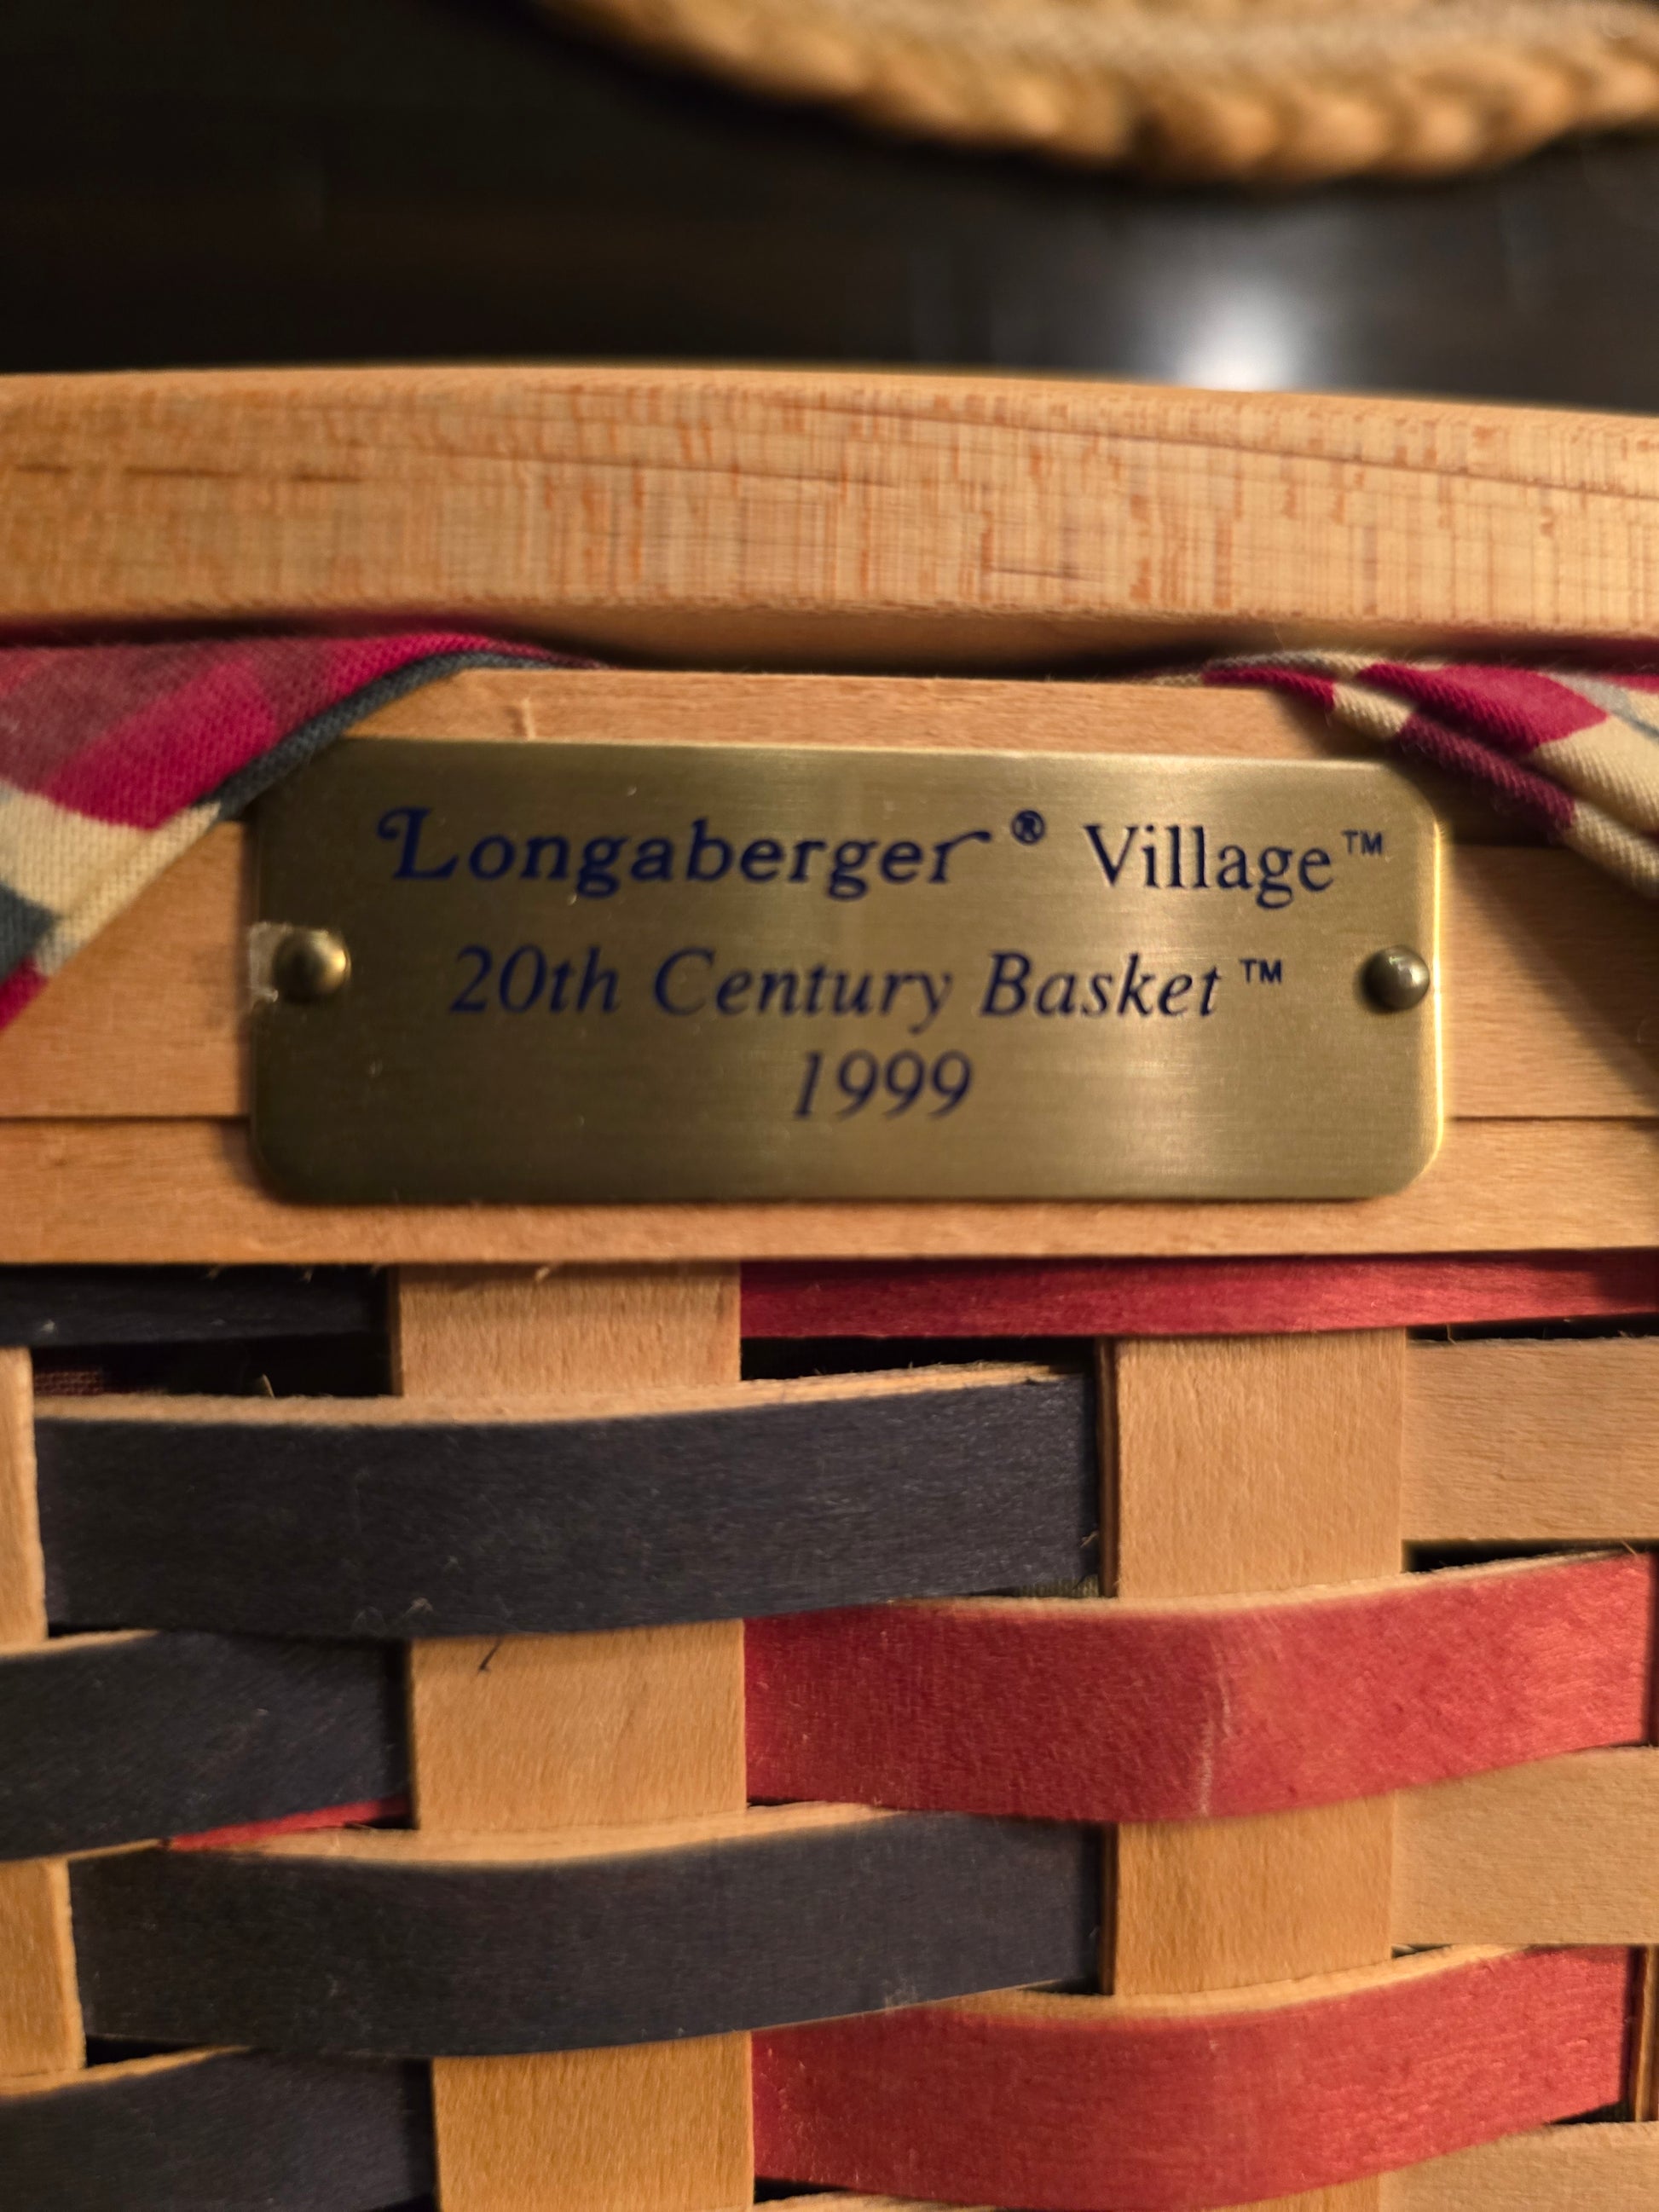 Longaberger® Village™
20th Century Basket™
1999